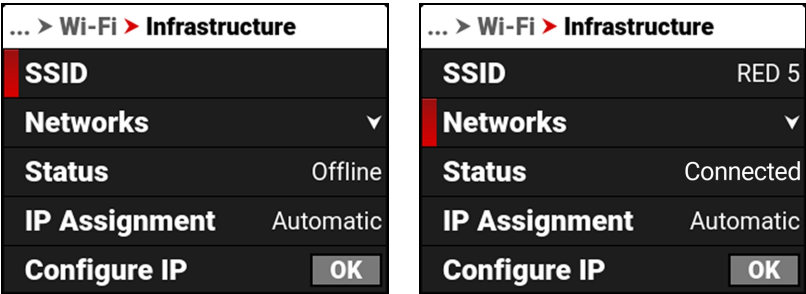 ... > Wi-Fi > Infrastructure
SSID
Networks
Status Offline
IP Assignment Automatic
Configure IP OK
... > Wi-Fi > Infrastructure
SSID RED 5
Networks
Status Connected
IP Assignment Automatic
Configure IP OK